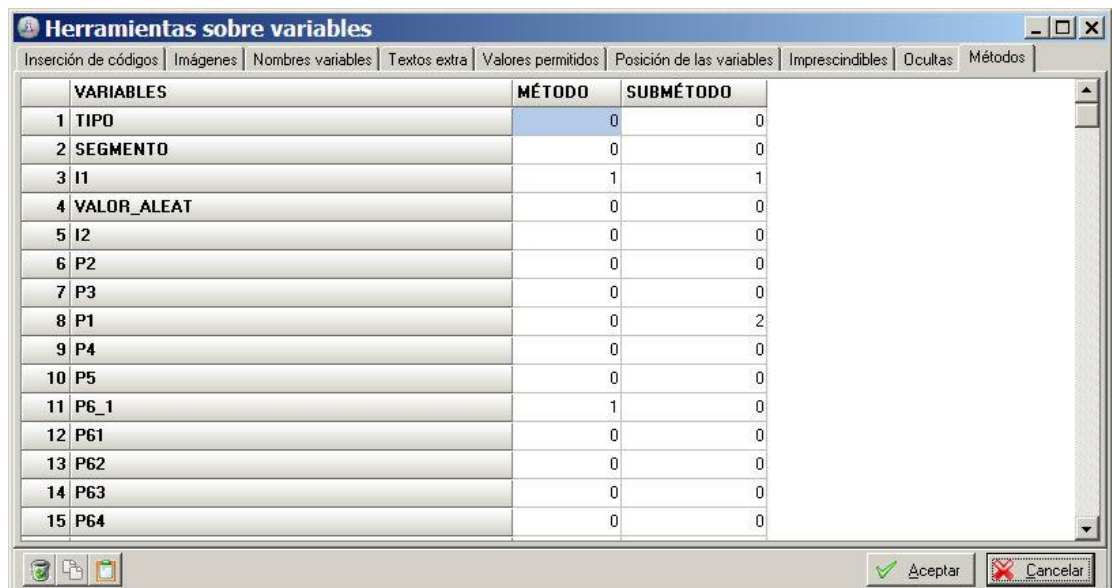 Herramientas sobre variables
Inserción de códigos Imágenes Nombres variables Textos extra Valores permitidos Posición de las variables Imprescindibles Ocultas Métodos
VARIABLES MÉTODO SUBMÉTODO
1 TIPO 0 0
2 SEGMENTO 0 0
3 I1 1 1
4 VALOR_ALEAT 0 0
5 I2 0 0
6 P2 0 0
7 P3 0 0
8 P1 0 2
9 P4 0 0
10 P5 0 0
11 P6_1 1 0
12 P61 0 0
13 P62 0 0
14 P63 0 0
15 P64 0 0
Aceptar Cancelar